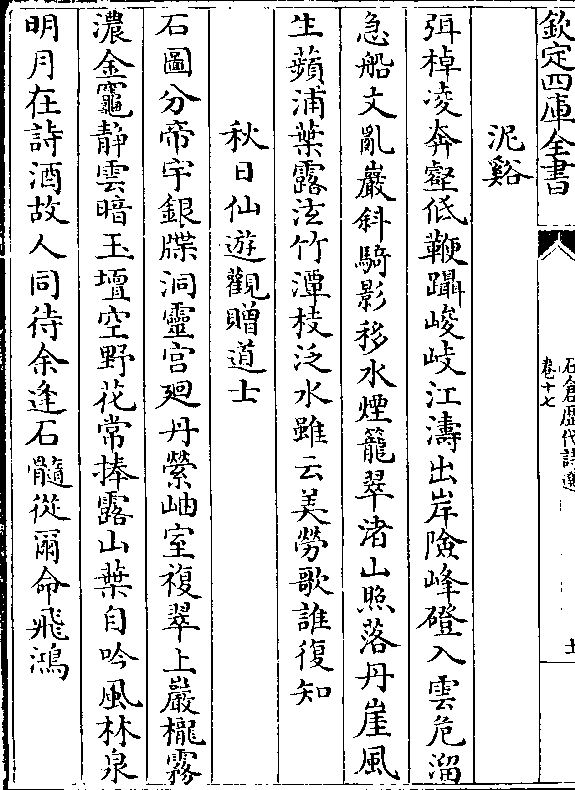 欽定四庫全書
石倉歷代詩選
卷十七
十
泥谿
弭棹凌奔壑低鞭躡峻岐江濤出岸險峰磴入雲危溜
急船文亂巖斜騎影移水煙籠翠渚山照落丹崖風
生蘋浦葉露泫竹潭枝泛水雖云美勞歌誰復知
秋日仙遊觀贈道士
石圖分帝宇銀牒洞靈宫廻丹縈岫室複翠上巖櫳霧
濃金竈静雲暗玉壇空野花常捧露山葉自吟風林泉
明月在詩酒故人同待余逢石髓從爾命飛鴻